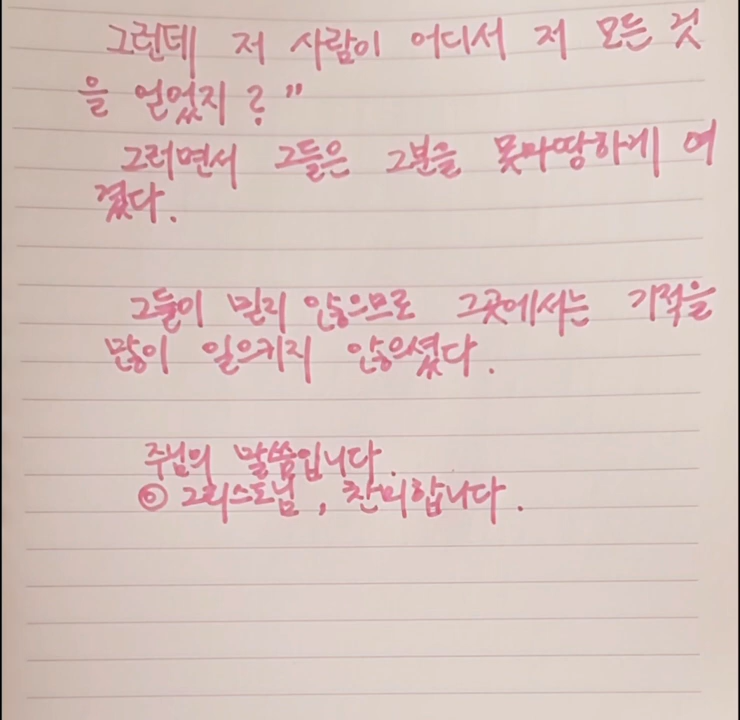 그런데 저 사람이 어디서 저 모든 것
을 얻었지 ? "
그러면서 그들은 그분을 못마땅하게 여
겼다.
그들이 믿지 않으므로 그곳에서는 기적을
많이 일으키지 않으셨다.
주님의 말씀입니다.
◎ 그리스도님, 찬미합니다.